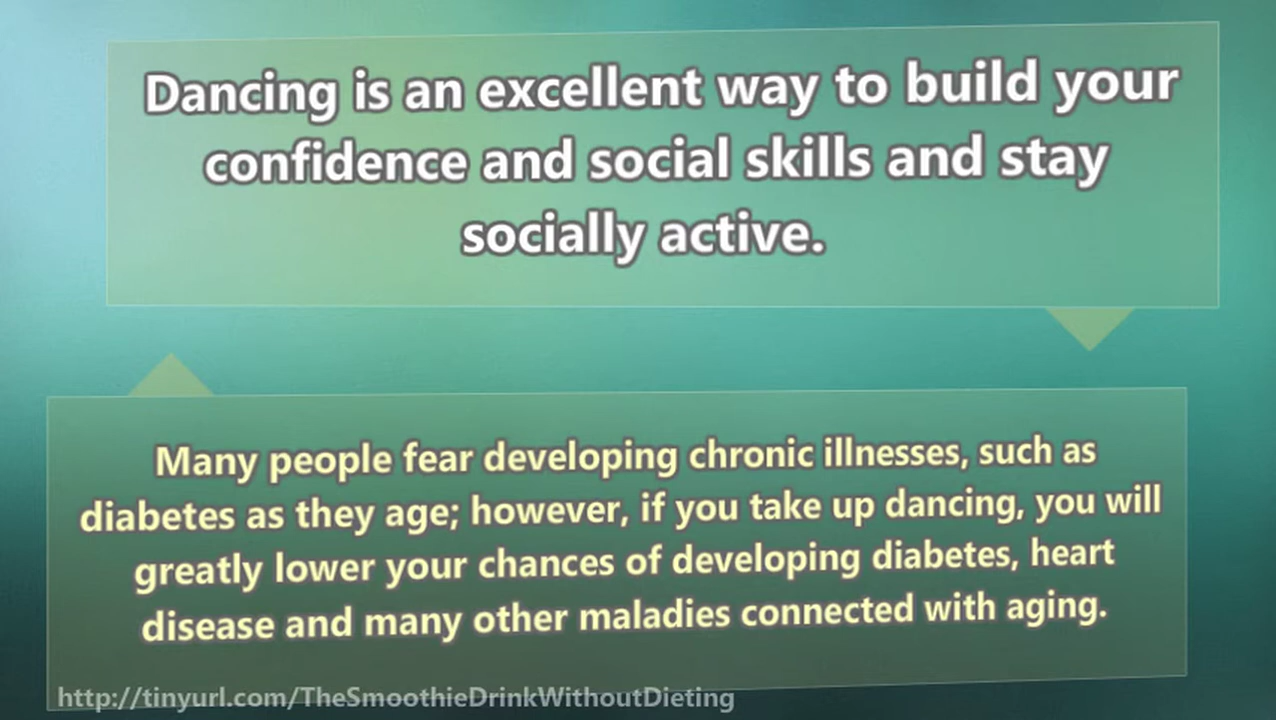 Dancing is an excellent way to build your
confidence and social skills and stay
socially active.
Many people fear developing chronic illnesses, such as
diabetes as they age; however, if you take up dancing, you will
greatly lower your chances of developing diabetes, heart
disease and many other maladies connected with aging.
http://tinyurl.com/TheSmoothieDrinkWithoutDieting